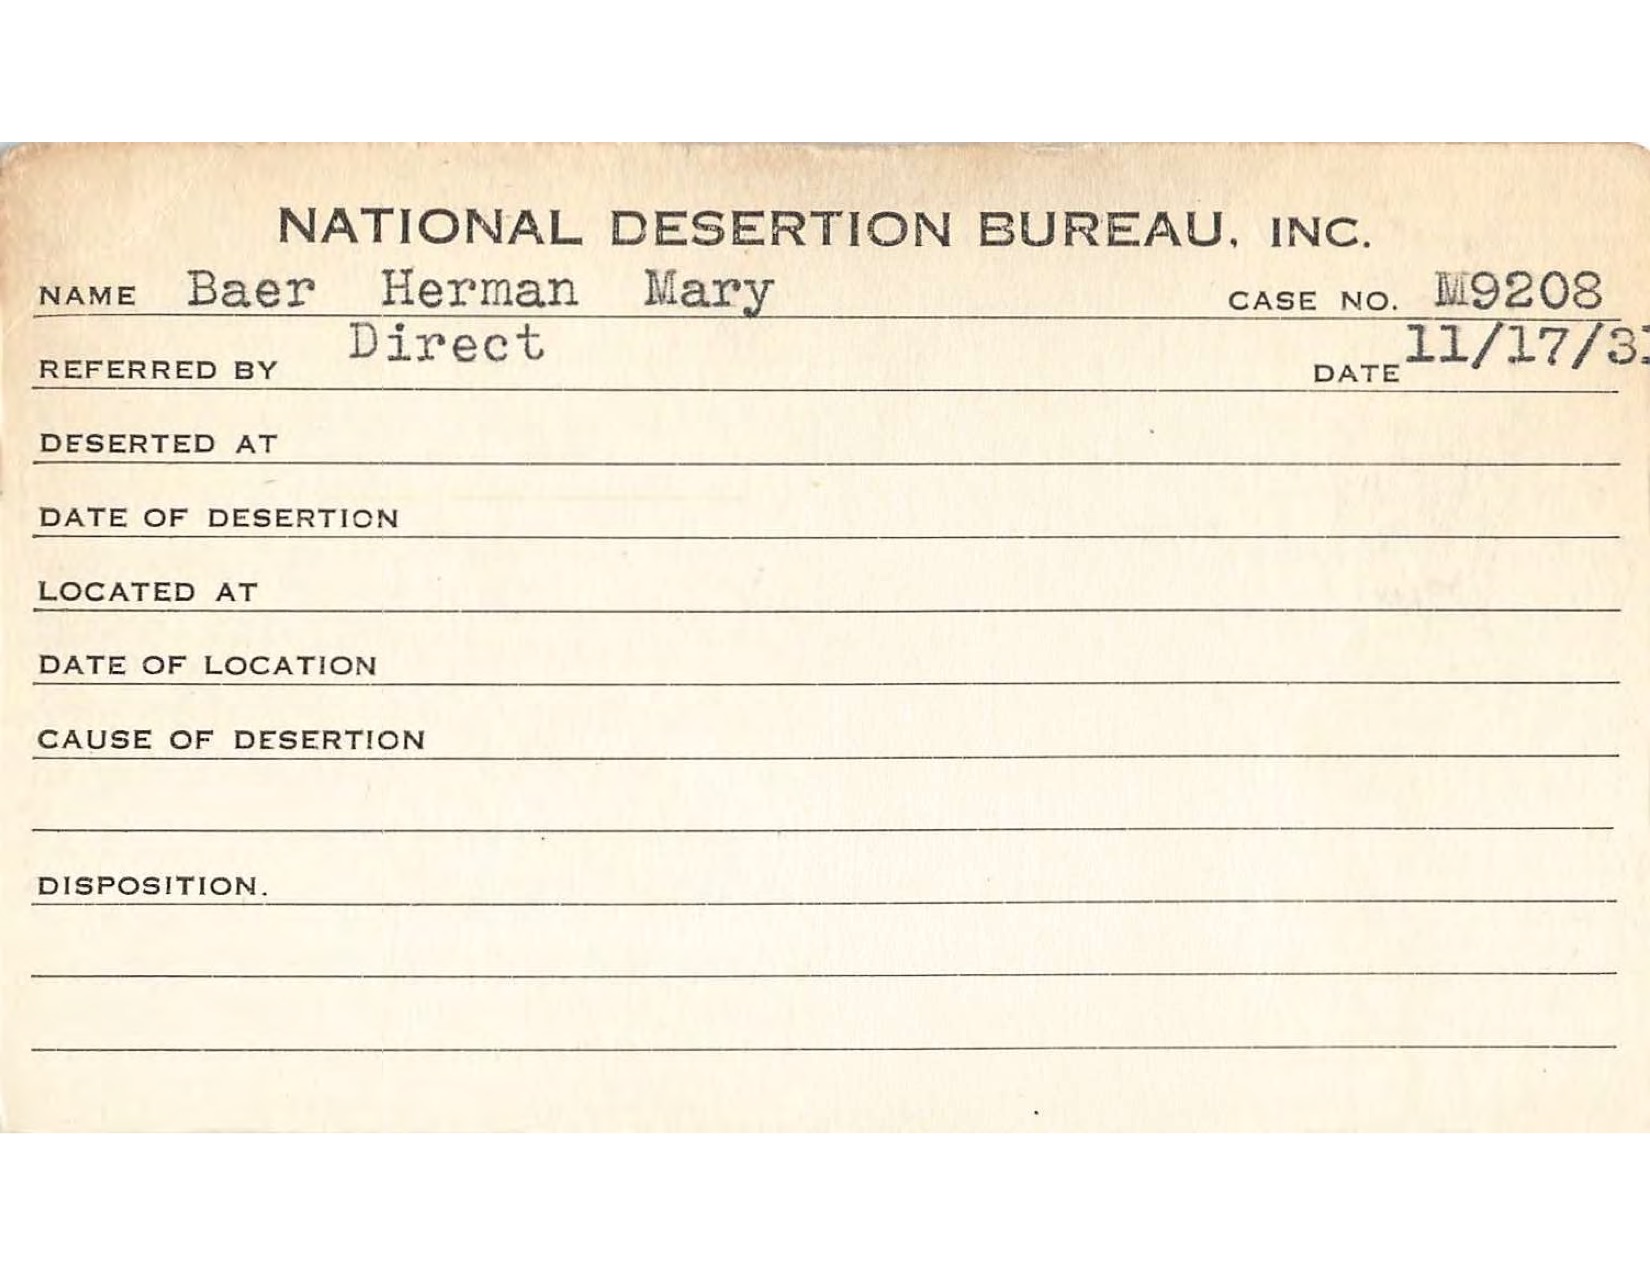 NATIONAL DESERTION BUREAU, INC.
NAME Baer Herman Mary CASE NO. M9208
REFERRED BY Direct DATE 11/17/3
DESERTED AT
DATE OF DESERTION
LOCATED AT
DATE OF LOCATION
CAUSE OF DESERTION
DISPOSITION.